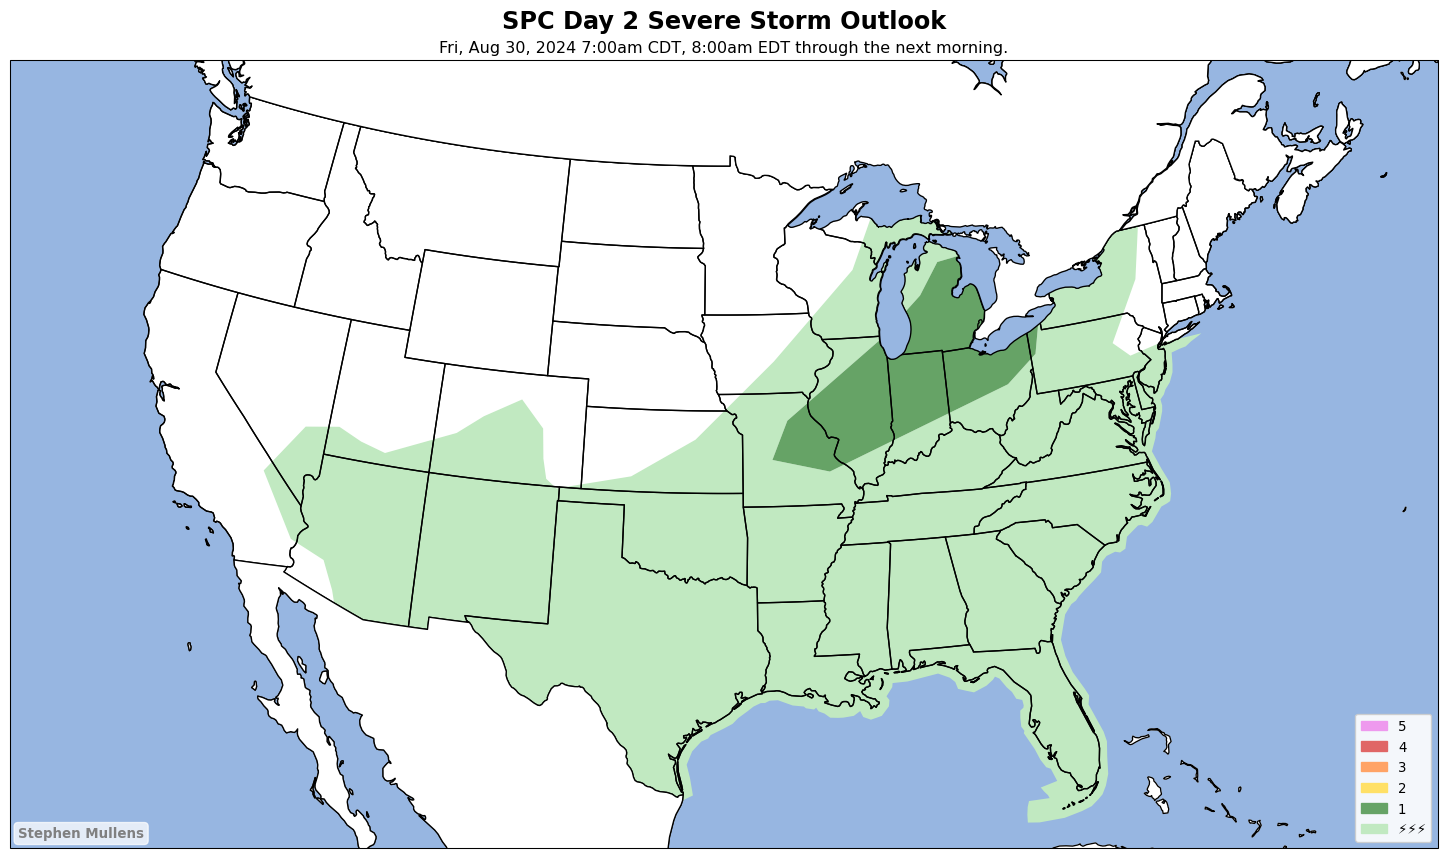 SPC Day 2 Severe Storm Outlook
Fri, Aug 30, 2024 7:00am CDT, 8:00am EDT through the next morning.
5
4
3
2
1
⚡⚡⚡
Stephen Mullens